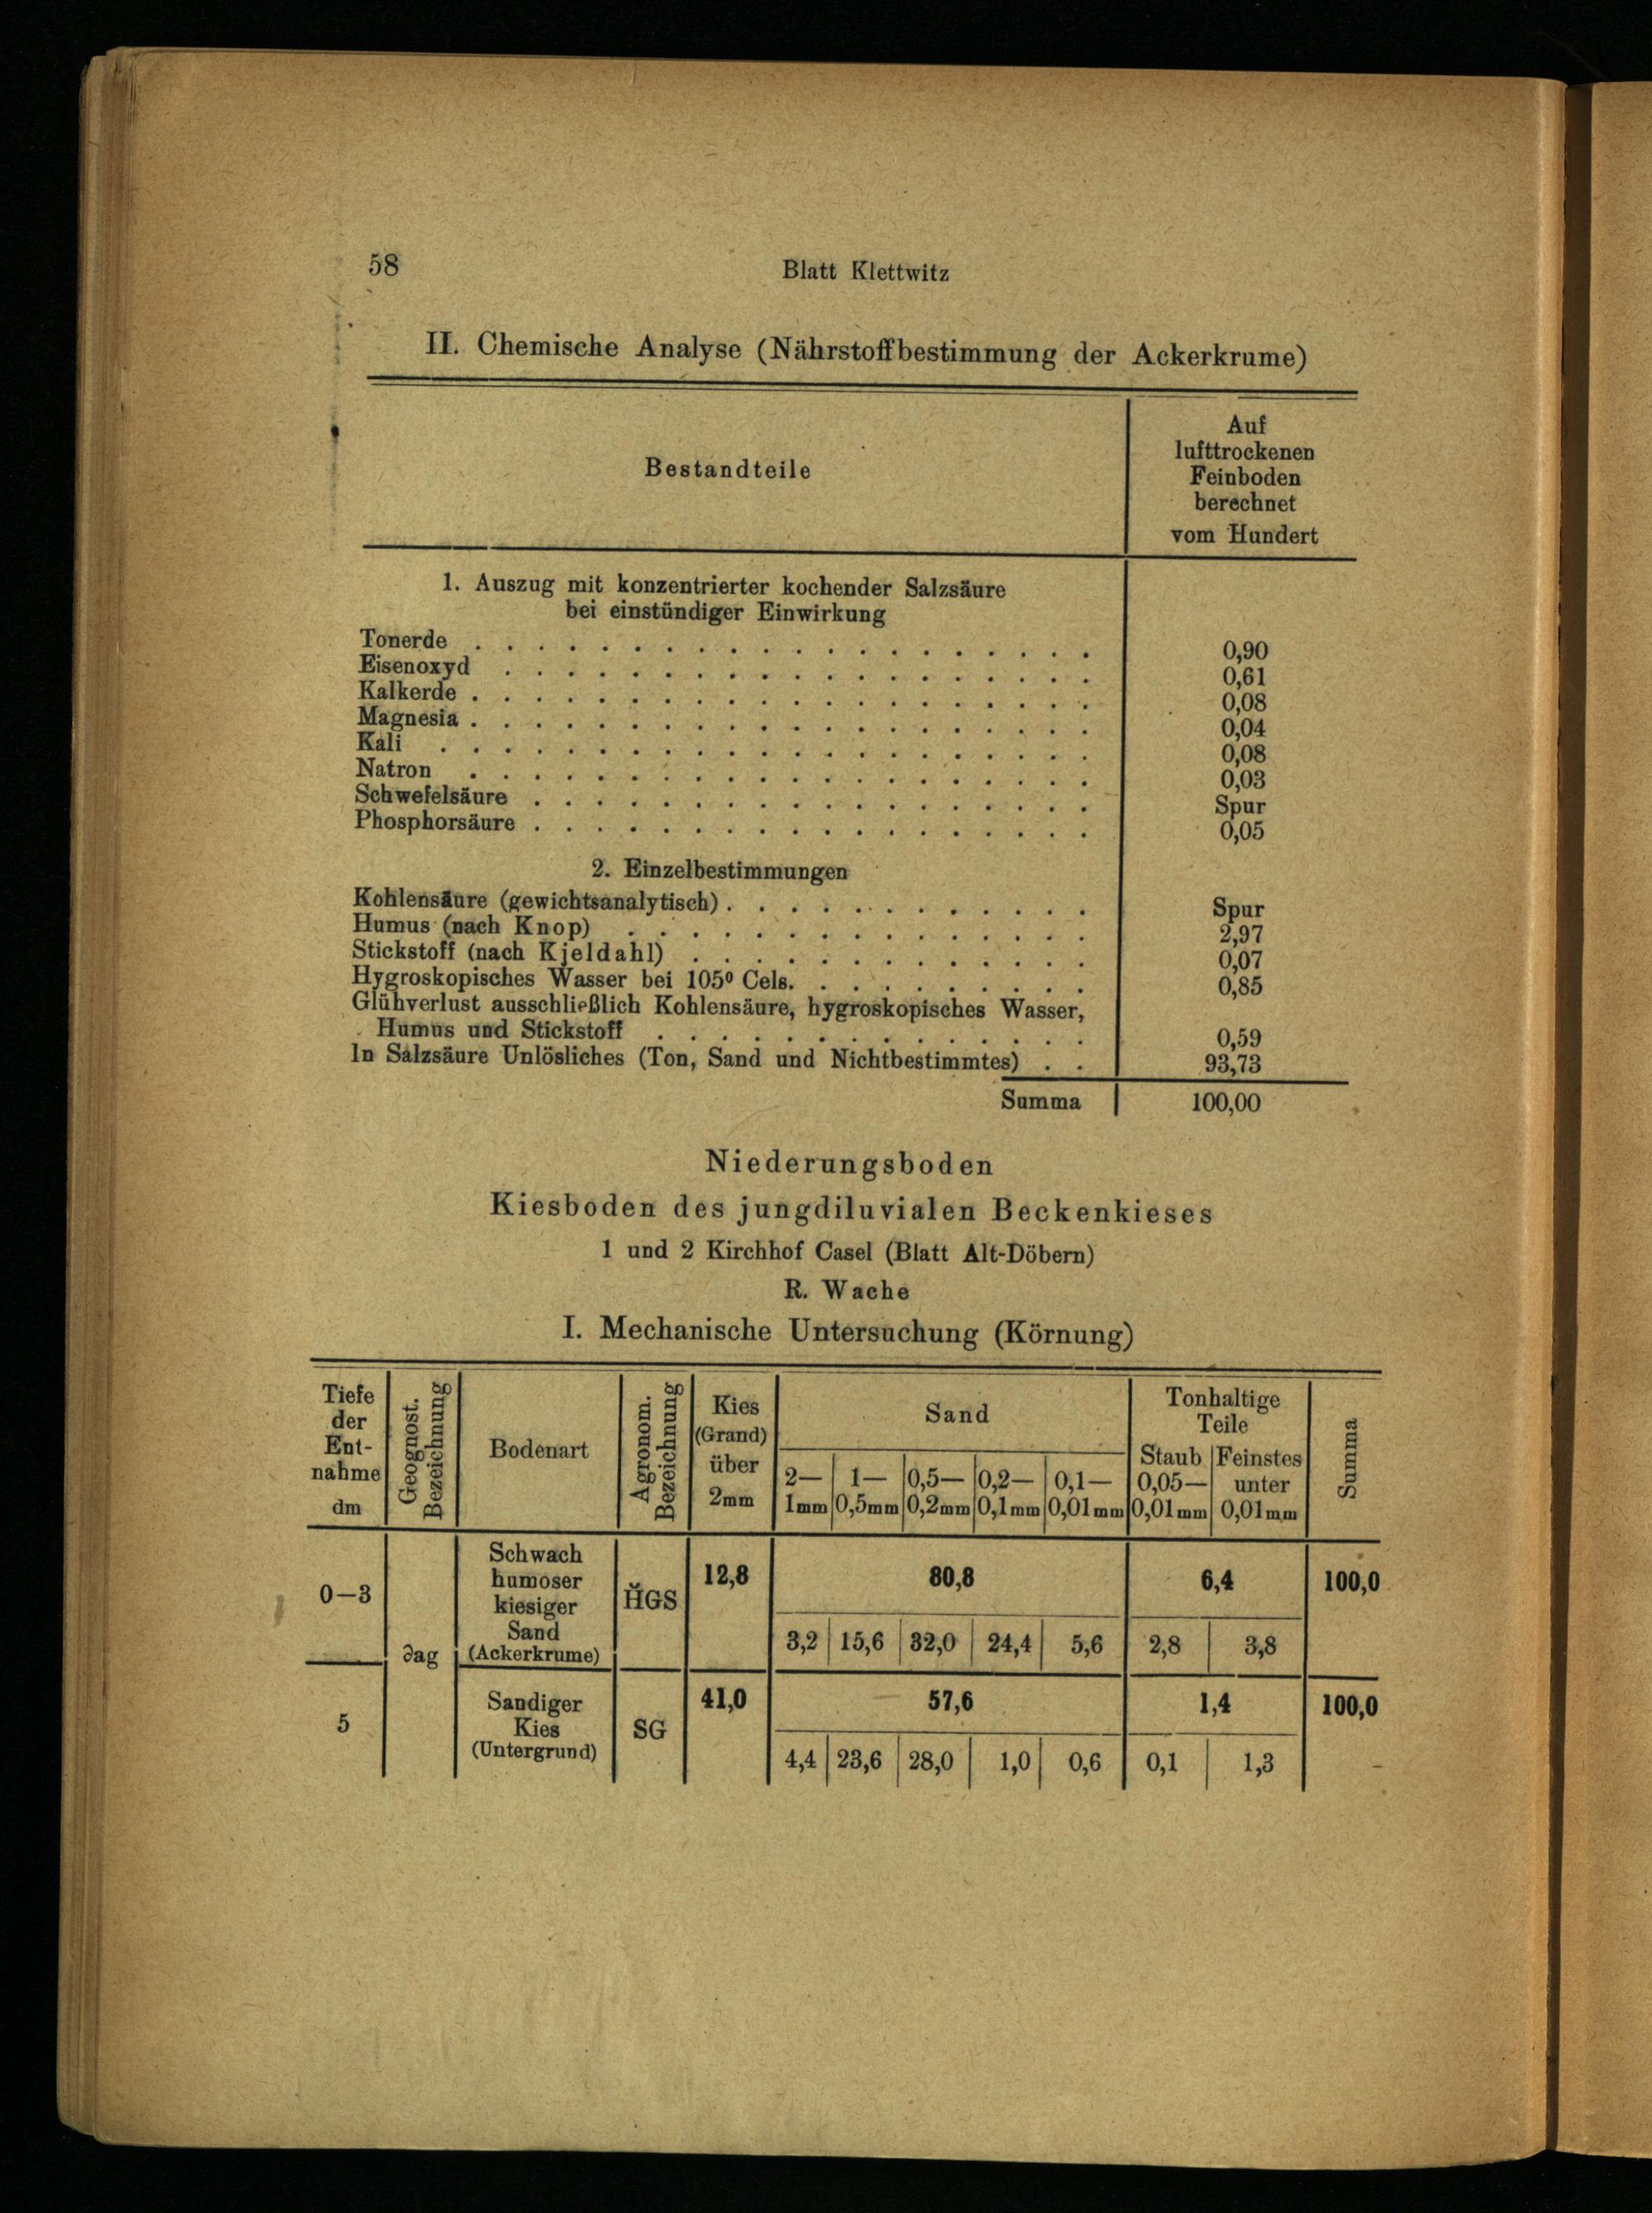 58
Blatt Klettwitz
II. Chemische Analyse (Nährstoffbestimmung der Ackerkrume)
Bestandteile
Auf
lufttrockenen
Feinboden
berechnet
vom Hundert
1. Auszug mit konzentrierter kochender Salzsäure
bei einstündiger Einwirkung
Tonerde . . . . . . . . . . . . . . . . . . . . 0,90
Eisenoxyd . . . . . . . . . . . . . . . . . . . 0,61
Kalkerde . . . . . . . . . . . . . . . . . . . . 0,08
Magnesia . . . . . . . . . . . . . . . . . . . . 0,04
Kali . . . . . . . . . . . . . . . . . . . . . 0,08
Natron . . . . . . . . . . . . . . . . . . . . 0,03
Schwefelsäure . . . . . . . . . . . . . . . . . . Spur
Phosphorsäure . . . . . . . . . . . . . . . . . . 0,05
2. Einzelbestimmungen
Kohlensäure (gewichtsanalytisch) . . . . . . . . . . . . Spur
Humus (nach Knop) . . . . . . . . . . . . . . . 2,97
Stickstoff (nach Kjeldahl) . . . . . . . . . . . . . 0,07
Hygroskopisches Wasser bei 105⁰ Cels. . . . . . . . . . . 0,85
Glühverlust ausschließlich Kohlensäure, hygroskopisches Wasser,
Humus und Stickstoff . . . . . . . . . . . . . . 0,59
In Salzsäure Unlösliches (Ton, Sand und Nichtbestimmtes) . . 93,73
Summa 100,00
Niederungsboden
Kiesboden des jungdiluvialen Beckenkieses
1 und 2 Kirchhof Casel (Blatt Alt-Döbern)
R. Wache
I. Mechanische Untersuchung (Körnung)
Tiefe
der
Ent-
nahme
dm
Geognost.
Bezeichnung
Bodenart
Agronom.
Bezeichnung
Kies
(Grand)
über
2mm
Sand
2— 1— 0,5— 0,2— 0,1—
1mm 0,5mm 0,2mm 0,1mm 0,01mm
Tonhaltige
Teile
Staub Feinstes
0,05— unter
0,01mm 0,01mm
Summa
0—3
∂ag
Schwach
humoser
kiesiger
Sand
(Ackerkrume)
H̆GS
12,8 80,8 6,4 100,0
3,2 15,6 32,0 24,4 5,6 2,8 3,8
5
Sandiger
Kies
(Untergrund)
SG
41,0 57,6 1,4 100,0
4,4 23,6 28,0 1,0 0,6 0,1 1,3